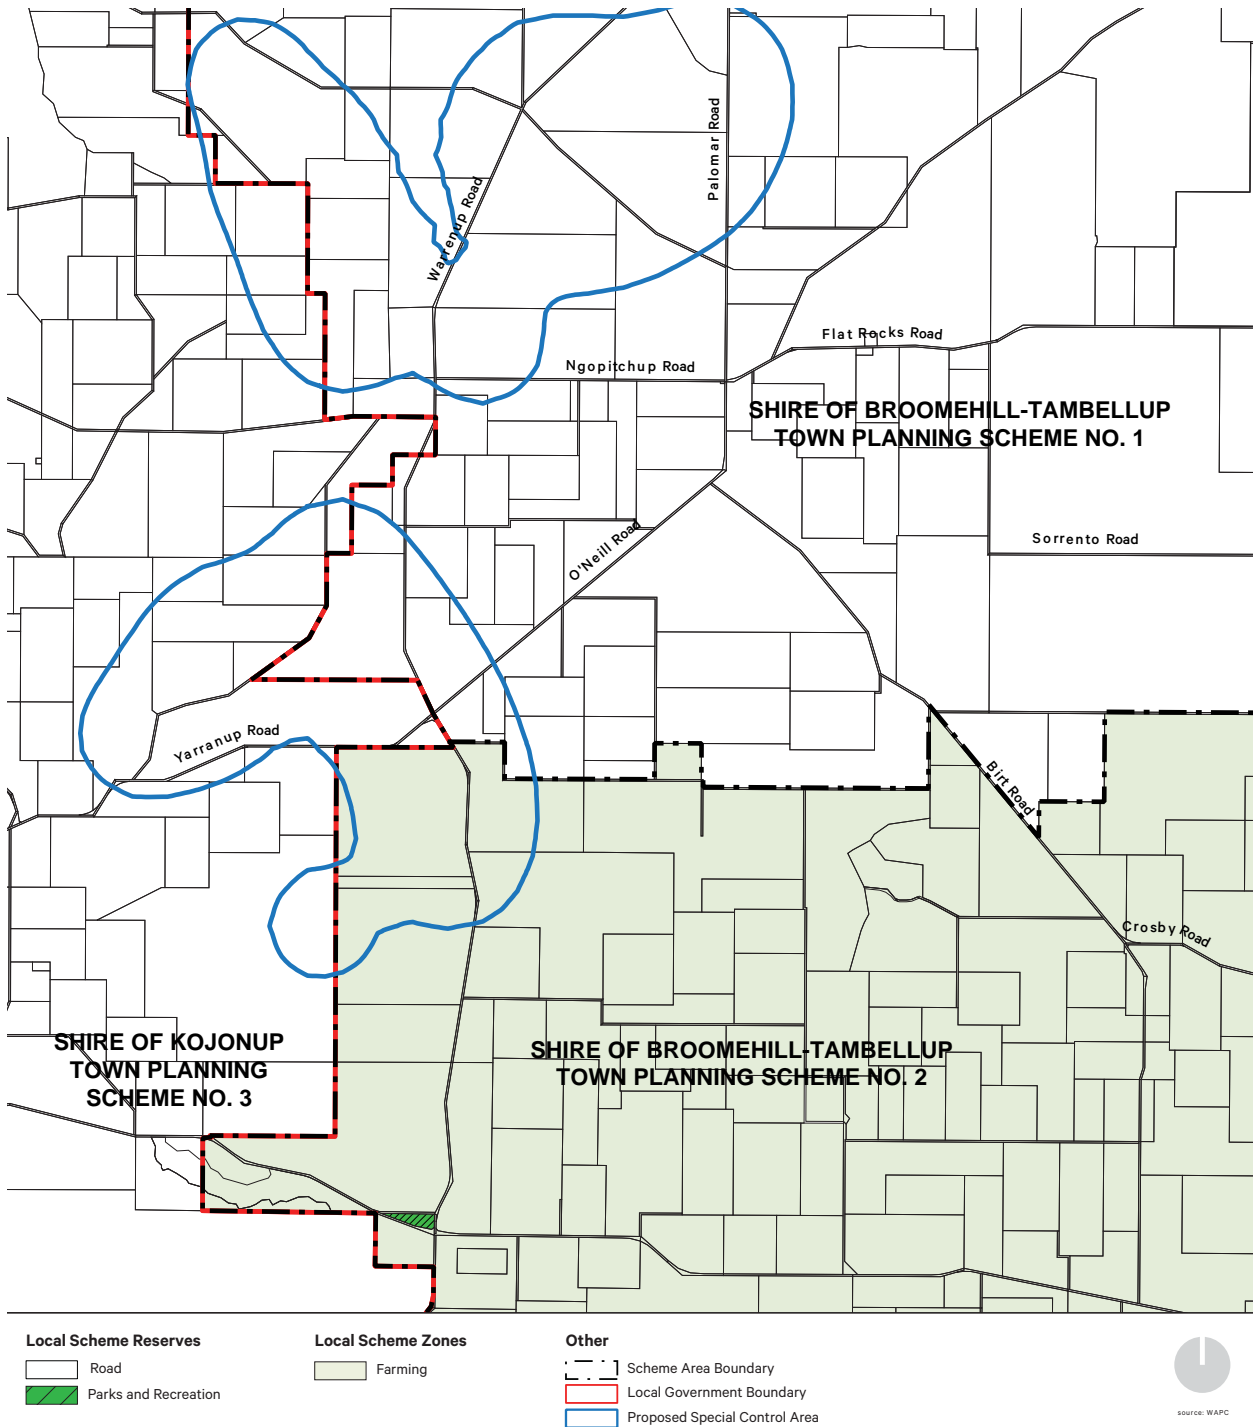 Palomar Road
Warrenup Road
Flat Rocks Road
Ngopitchup Road
SHIRE OF BROOMEHILL-TAMBELLUP
TOWN PLANNING SCHEME NO. 1
O'Neill Road
Sorrento Road
Yarranup Road
Birt Road
Crosby Road
SHIRE OF KOJONUP
TOWN PLANNING
SCHEME NO. 3
SHIRE OF BROOMEHILL-TAMBELLUP
TOWN PLANNING SCHEME NO. 2
Local Scheme Reserves
Road
Parks and Recreation
Local Scheme Zones
Farming
Other
Scheme Area Boundary
Local Government Boundary
Proposed Special Control Area
source: WAPC